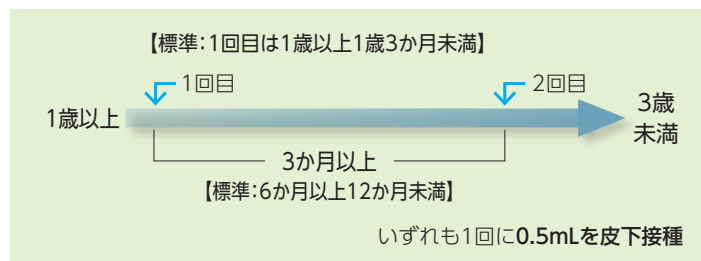 【標準:1回目は1歳以上1歳3か月未満】
1回目
2回目
1歳以上
3歳
未満
3か月以上
【標準:6か月以上12か月未満】
いずれも1回に0.5mLを皮下接種